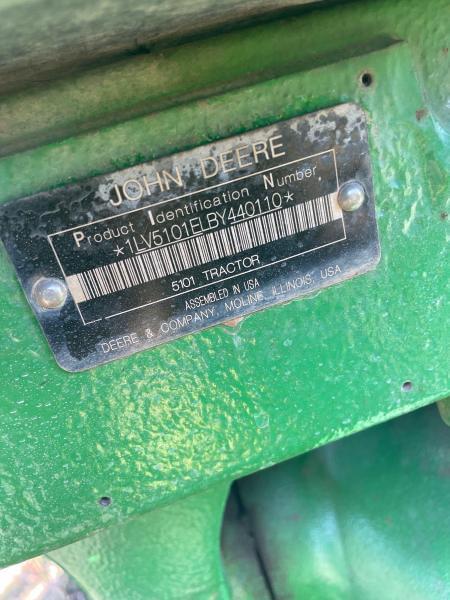 JOHN DEERE
Product Identification Number
*1LV5101ELBY440110*
5101 TRACTOR
ASSEMBLED IN USA
DEERE & COMPANY, MOLINE, ILLINOIS, USA